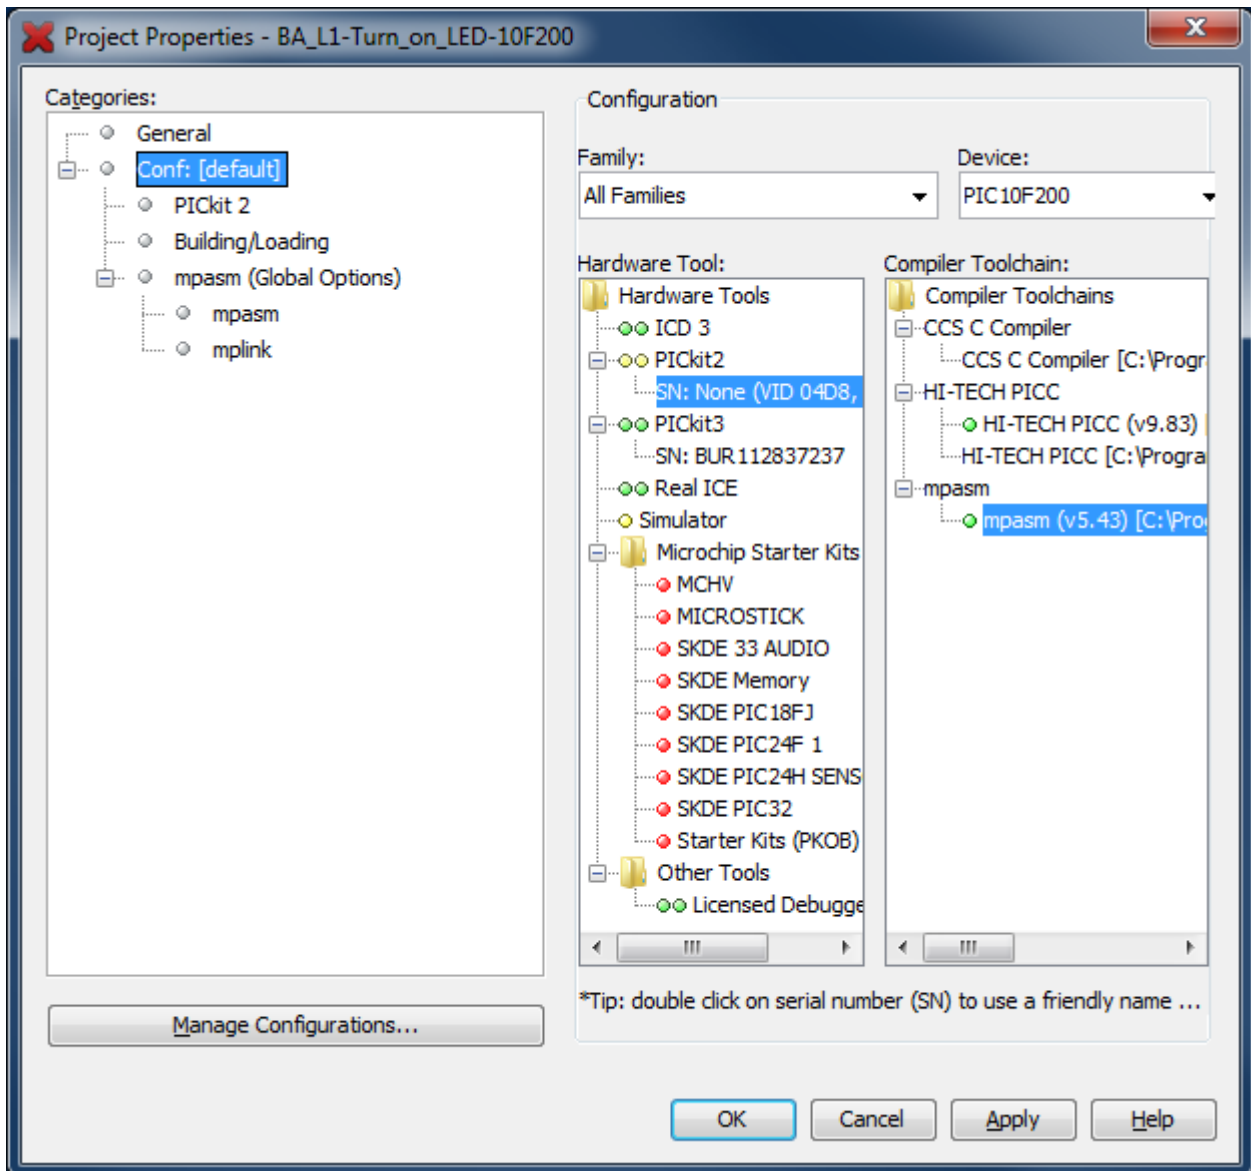 Project Properties - BA_L1-Turn_on_LED-10F200
Categories:
General
Conf: [default]
PICkit 2
Building/Loading
mpasm (Global Options)
mpasm
mplink
Manage Configurations...
Configuration
Family:
All Families
Device:
PIC10F200
Hardware Tool:
Hardware Tools
ICD 3
PICkit2
SN: None (VID 04D8,
PICkit3
SN: BUR112837237
Real ICE
Simulator
Microchip Starter Kits
MCHV
MICROSTICK
SKDE 33 AUDIO
SKDE Memory
SKDE PIC18FJ
SKDE PIC24F 1
SKDE PIC24H SENS
SKDE PIC32
Starter Kits (PKOB)
Other Tools
Licensed Debugge
Compiler Toolchain:
Compiler Toolchains
CCS C Compiler
CCS C Compiler [C:\Progr
HI-TECH PICC
HI-TECH PICC (v9.83) [
HI-TECH PICC [C:\Progra
mpasm
mpasm (v5.43) [C:\Pro
*Tip: double click on serial number (SN) to use a friendly name ...
OK
Cancel
Apply
Help